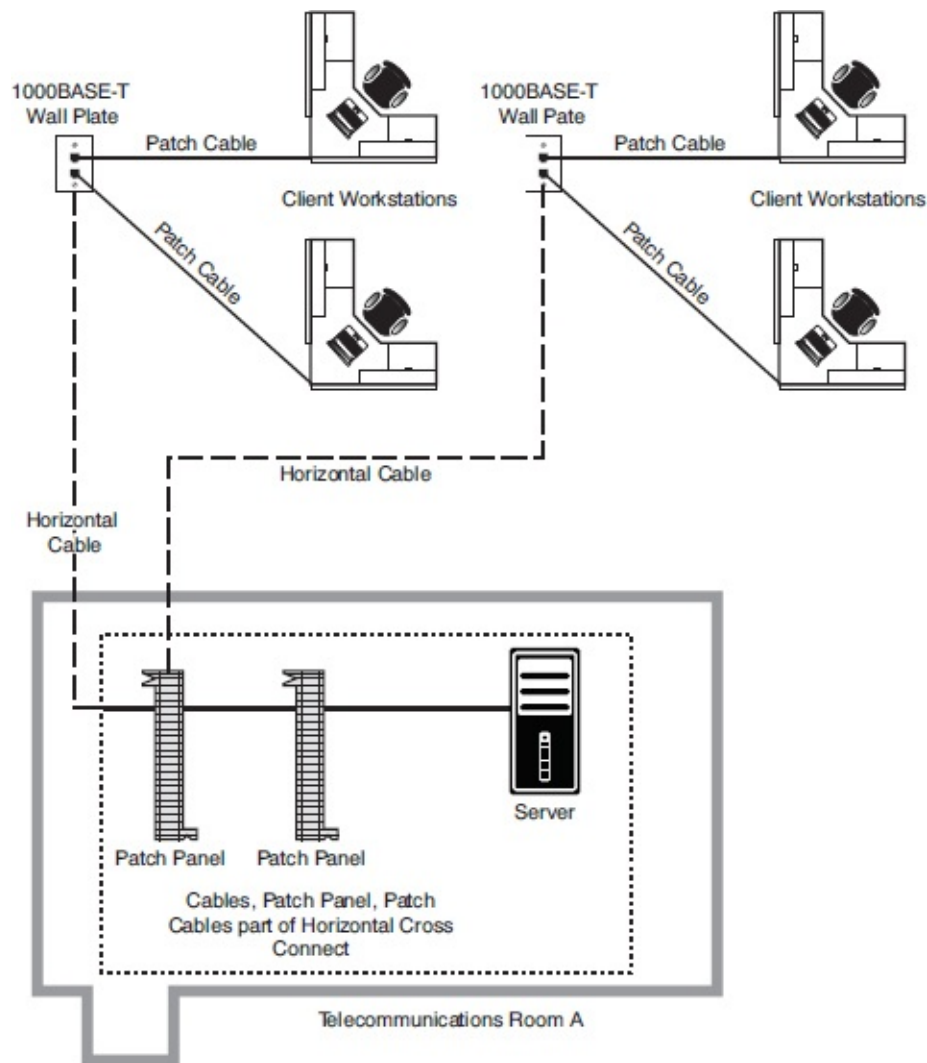 1000BASE-T
Wall Plate
Patch Cable
Client Workstations
Patch Cable
1000BASE-T
Wall Pate
Patch Cable
Client Workstations
Patch Cable
Horizontal Cable
Horizontal
Cable
Server
Patch Panel
Patch Panel
Cables, Patch Panel, Patch
Cables part of Horizontal Cross
Connect
Telecommunications Room A